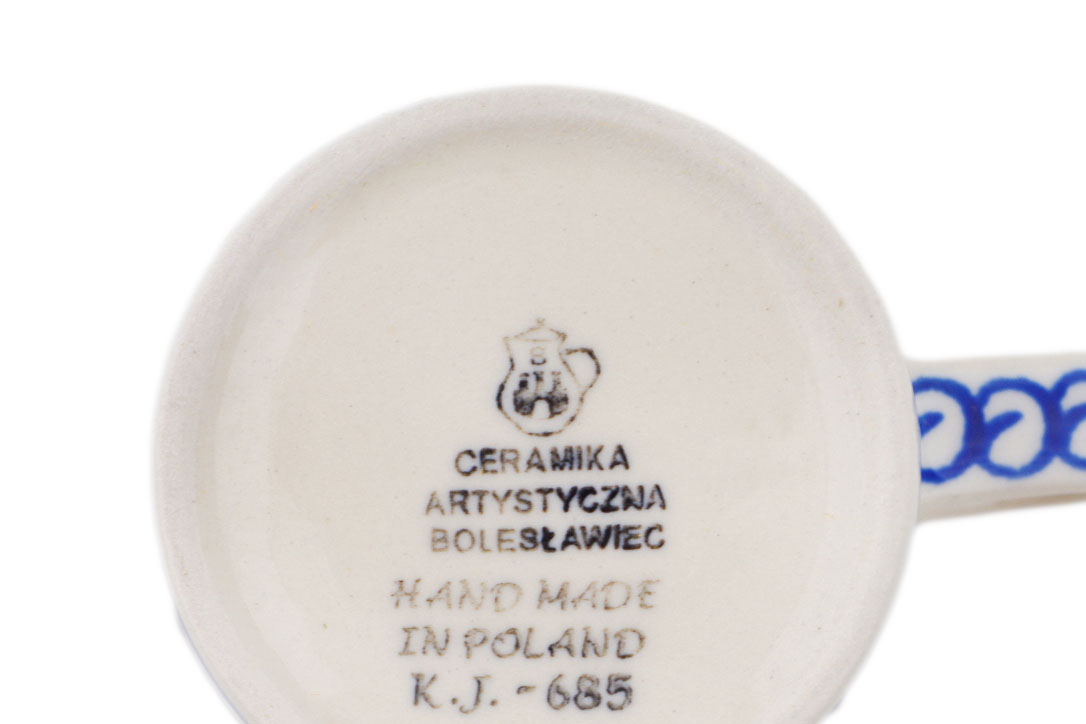 B
CERAMIKA
ARTYSTYCZNA
BOLESŁAWIEC
HAND MADE
IN POLAND
K.J. - 685